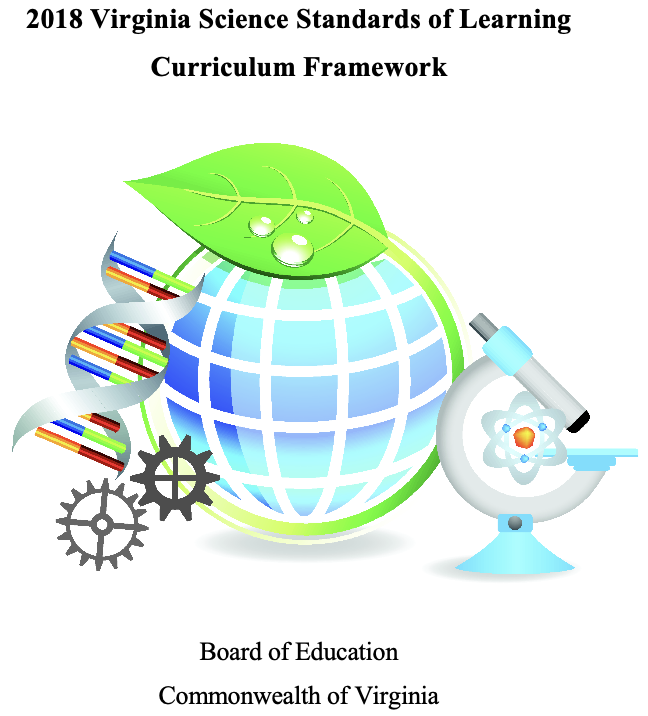 2018 Virginia Science Standards of Learning
Curriculum Framework
Board of Education
Commonwealth of Virginia